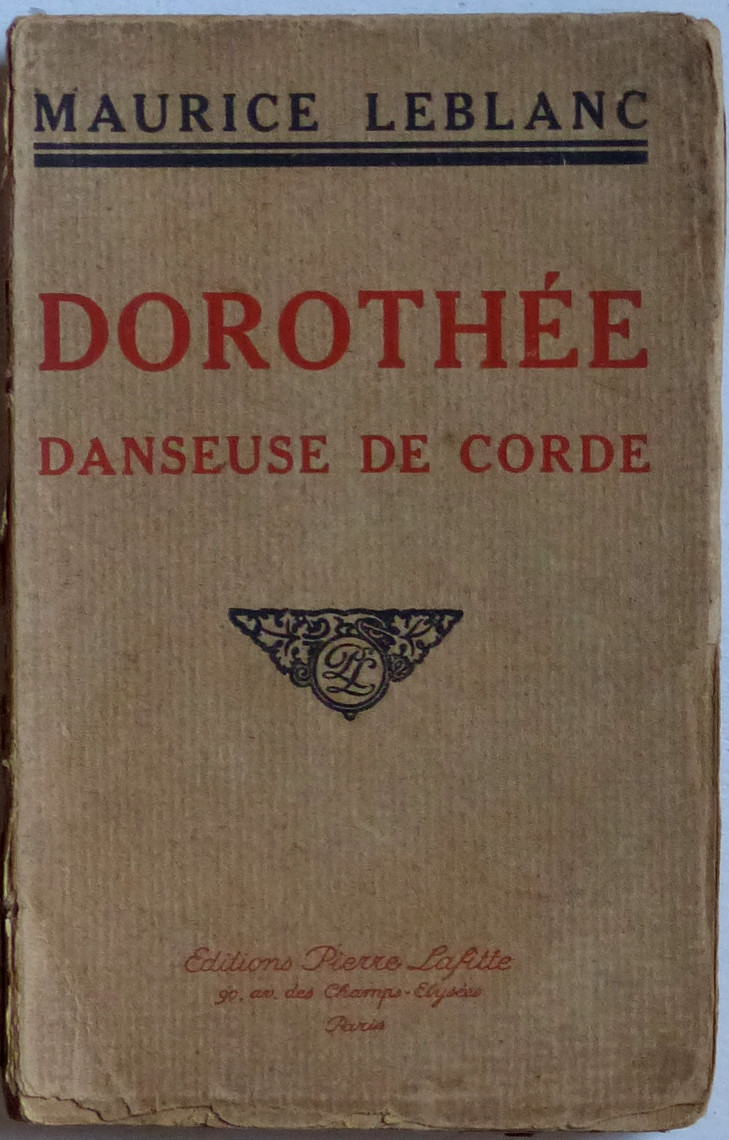 MAURICE LEBLANC
DOROTHÉE
DANSEUSE DE CORDE
PL
Editions Pierre Lafitte
90, av. des Champs-Elysées
Paris